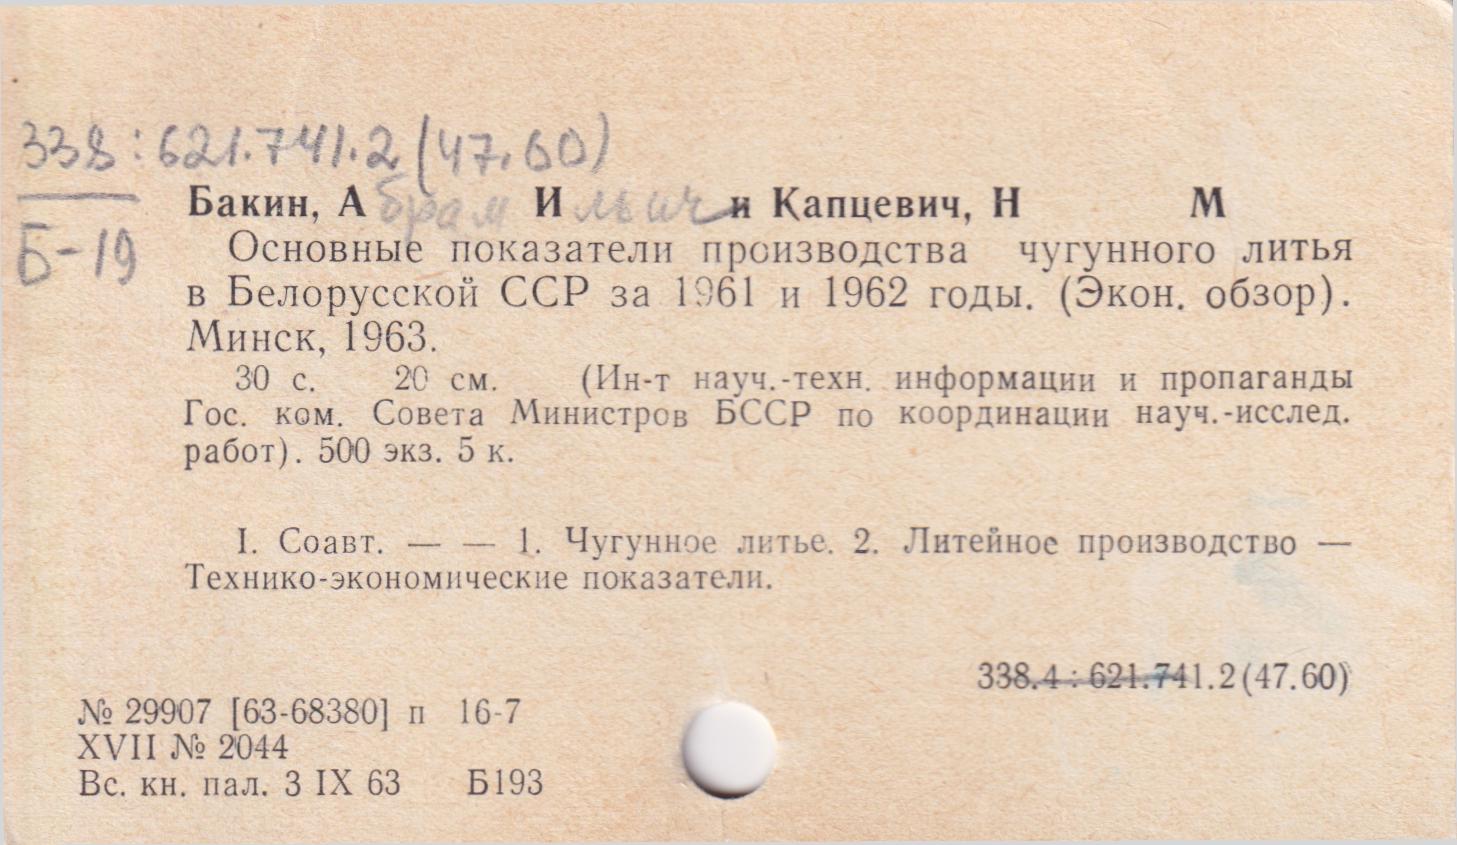 338:621.741.2(47.60)
Б-19
Бакин, Абрам Ильич и Капцевич, Н М
Основные показатели производства чугунного литья
в Белорусской ССР за 1961 и 1962 годы. (Экон. обзор).
Минск, 1963.
30 с. 20 см. (Ин-т науч.-техн. информации и пропаганды
Гос. ком. Совета Министров БССР по координации науч.-исслед.
работ). 500 экз. 5 к.
I. Соавт. — — 1. Чугунное литье. 2. Литейное производство —
Технико-экономические показатели.
338.4 : 621.741.2(47.60)
№ 29907 [63-68380] п 16-7
XVII № 2044
Вс. кн. пал. 3 IX 63 Б193